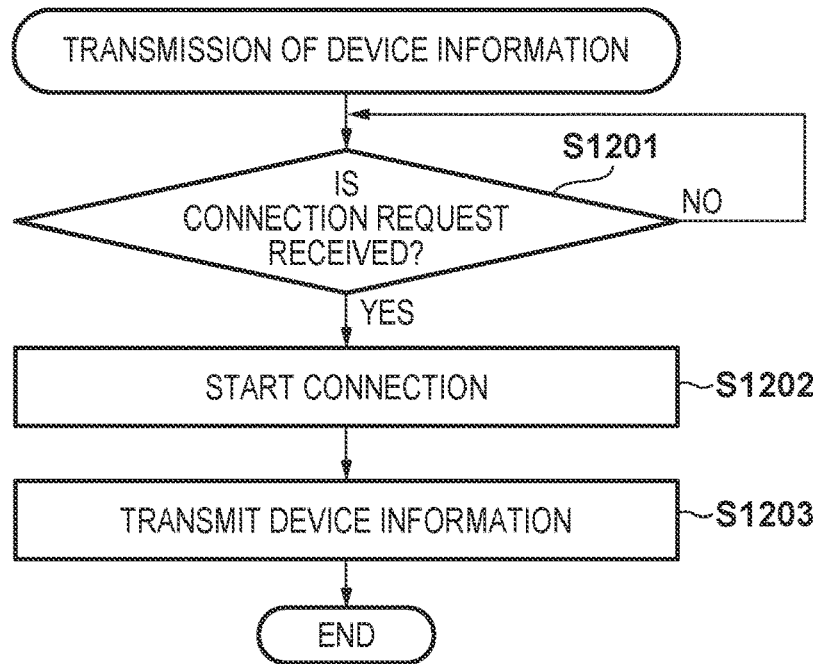 TRANSMISSION OF DEVICE INFORMATION
S1201
IS
CONNECTION REQUEST
RECEIVED?
NO
YES
START CONNECTION
S1202
TRANSMIT DEVICE INFORMATION
S1203
END